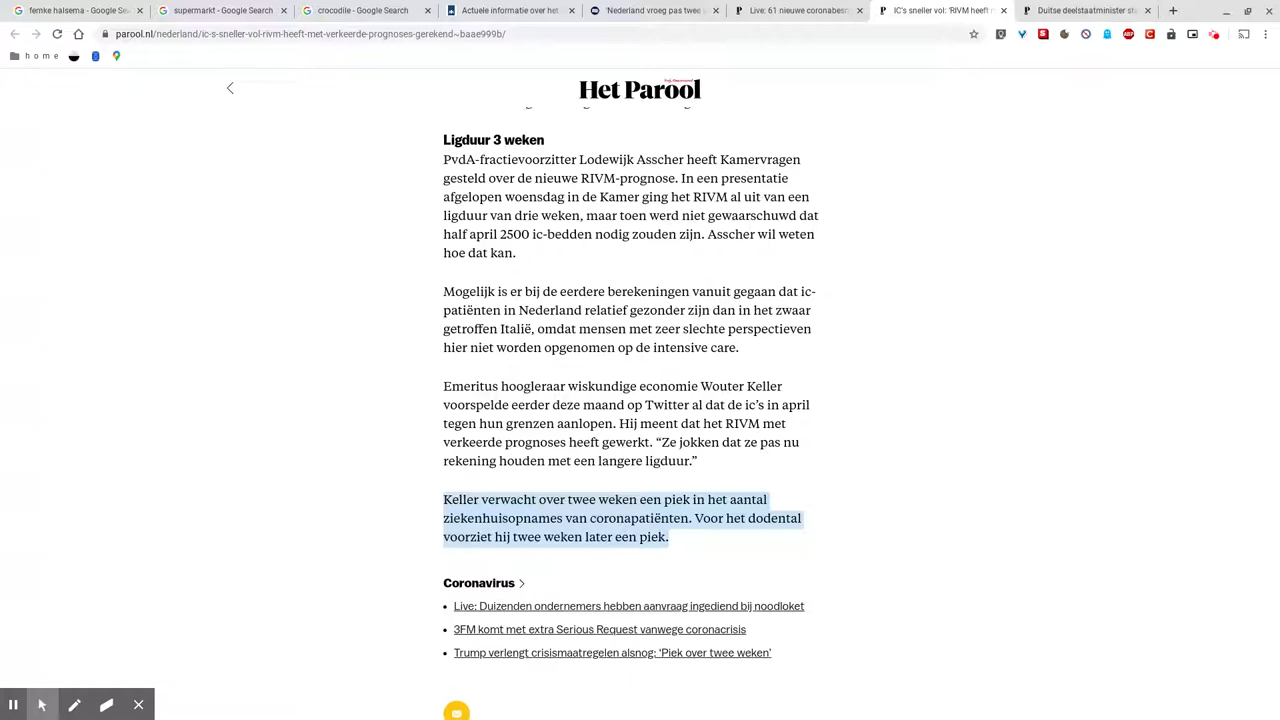 femke halsema - Google Sea
supermarkt - Google Search
crocodile - Google Search
Actuele informatie over het
'Nederland vroeg pas twee
Live: 61 nieuwe coronabesm
IC's sneller vol: 'RIVM heeft m
Duitse deelstaatminister sta
parool.nl/nederland/ic-s-sneller-vol-rivm-heeft-met-verkeerde-prognoses-gerekend~baae999b/
home
Het Parool
Ligduur 3 weken
PvdA-fractievoorzitter Lodewijk Asscher heeft Kamervragen
gesteld over de nieuwe RIVM-prognose. In een presentatie
afgelopen woensdag in de Kamer ging het RIVM al uit van een
ligduur van drie weken, maar toen werd niet gewaarschuwd dat
half april 2500 ic-bedden nodig zouden zijn. Asscher wil weten
hoe dat kan.
Mogelijk is er bij de eerdere berekeningen vanuit gegaan dat ic-
patiënten in Nederland relatief gezonder zijn dan in het zwaar
getroffen Italië, omdat mensen met zeer slechte perspectieven
hier niet worden opgenomen op de intensive care.
Emeritus hoogleraar wiskundige economie Wouter Keller
voorspelde eerder deze maand op Twitter al dat de ic's in april
tegen hun grenzen aanlopen. Hij meent dat het RIVM met
verkeerde prognoses heeft gewerkt. “Ze jokken dat ze pas nu
rekening houden met een langere ligduur.”
Keller verwacht over twee weken een piek in het aantal
ziekenhuisopnames van coronapatiënten. Voor het dodental
voorziet hij twee weken later een piek.
Coronavirus >
• Live: Duizenden ondernemers hebben aanvraag ingediend bij noodloket
• 3FM komt met extra Serious Request vanwege coronacrisis
• Trump verlengt crisismaatregelen alsnog: 'Piek over twee weken'